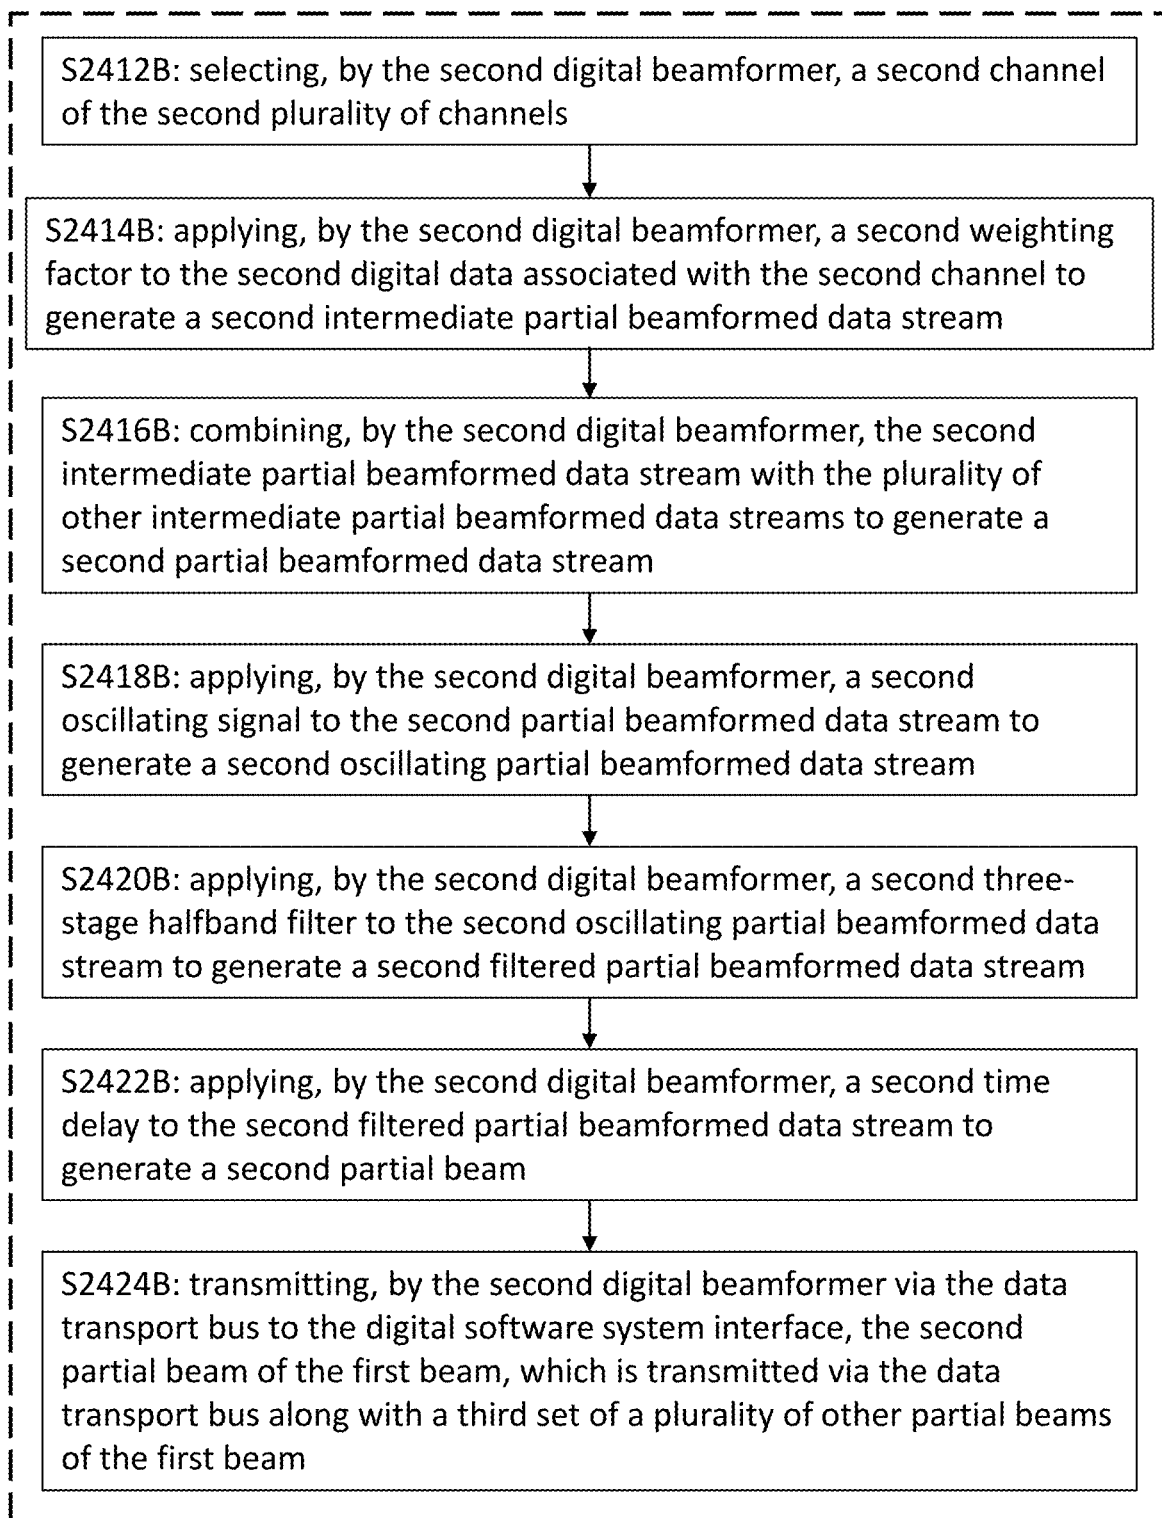 S2412B: selecting, by the second digital beamformer, a second channel
of the second plurality of channels
S2414B: applying, by the second digital beamformer, a second weighting
factor to the second digital data associated with the second channel to
generate a second intermediate partial beamformed data stream
S2416B: combining, by the second digital beamformer, the second
intermediate partial beamformed data stream with the plurality of
other intermediate partial beamformed data streams to generate a
second partial beamformed data stream
S2418B: applying, by the second digital beamformer, a second
oscillating signal to the second partial beamformed data stream to
generate a second oscillating partial beamformed data stream
S2420B: applying, by the second digital beamformer, a second three-
stage halfband filter to the second oscillating partial beamformed data
stream to generate a second filtered partial beamformed data stream
S2422B: applying, by the second digital beamformer, a second time
delay to the second filtered partial beamformed data stream to
generate a second partial beam
S2424B: transmitting, by the second digital beamformer via the data
transport bus to the digital software system interface, the second
partial beam of the first beam, which is transmitted via the data
transport bus along with a third set of a plurality of other partial beams
of the first beam